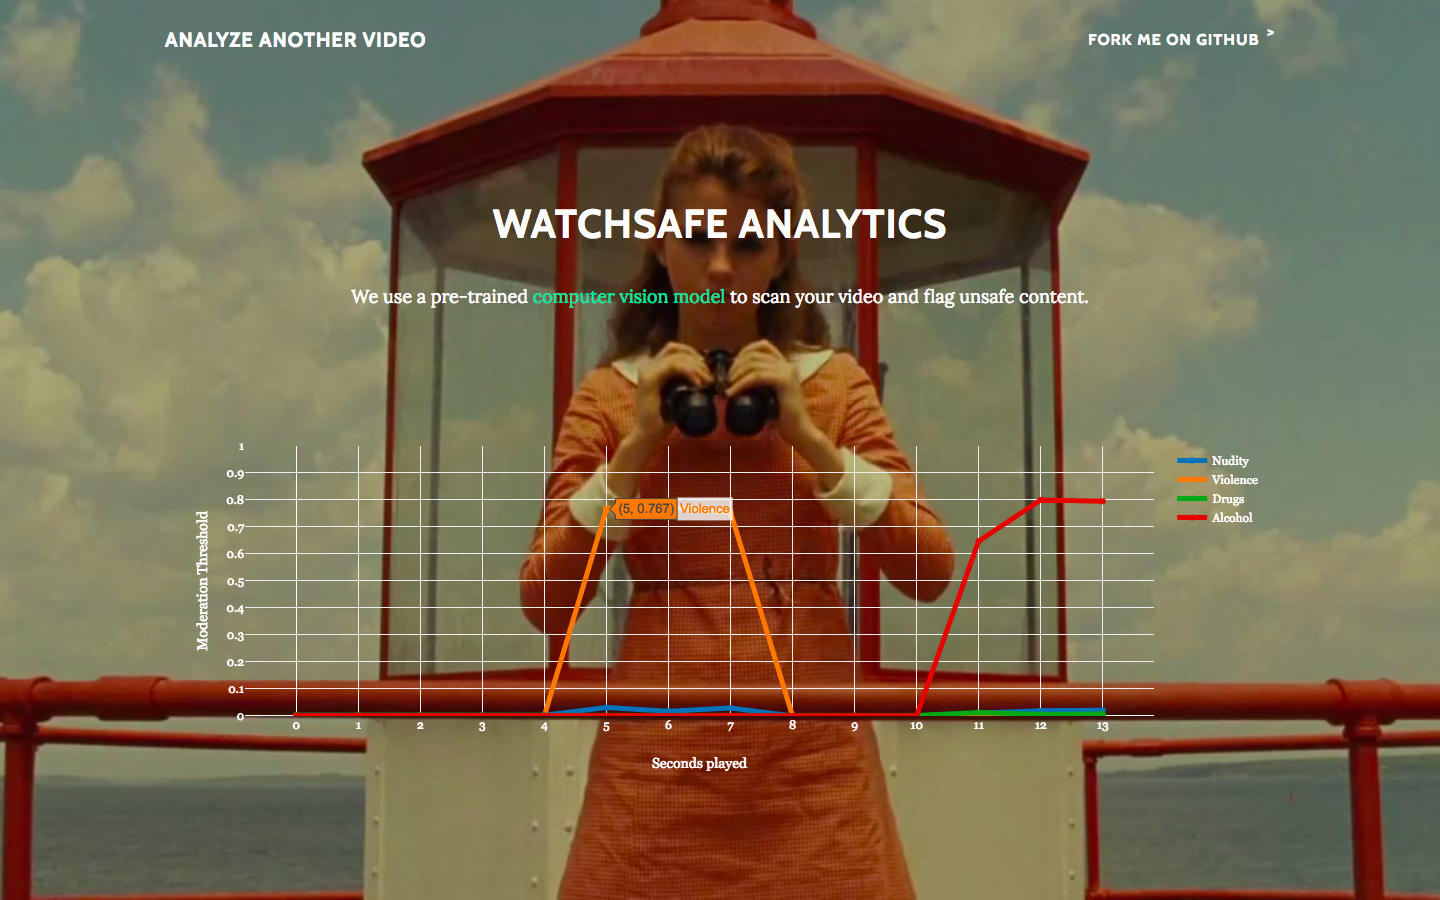 ANALYZE ANOTHER VIDEO
FORK ME ON GITHUB >
WATCHSAFE ANALYTICS
We use a pre-trained computer vision model to scan your video and flag unsafe content.
1
0.9
0.8
0.7
0.6
0.5
0.4
0.3
0.2
0.1
0
Moderation Threshold
(5, 0.767) Violence
Nudity
Violence
Drugs
Alcohol
0 1 2 3 4 5 6 7 8 9 10 11 12 13
Seconds played